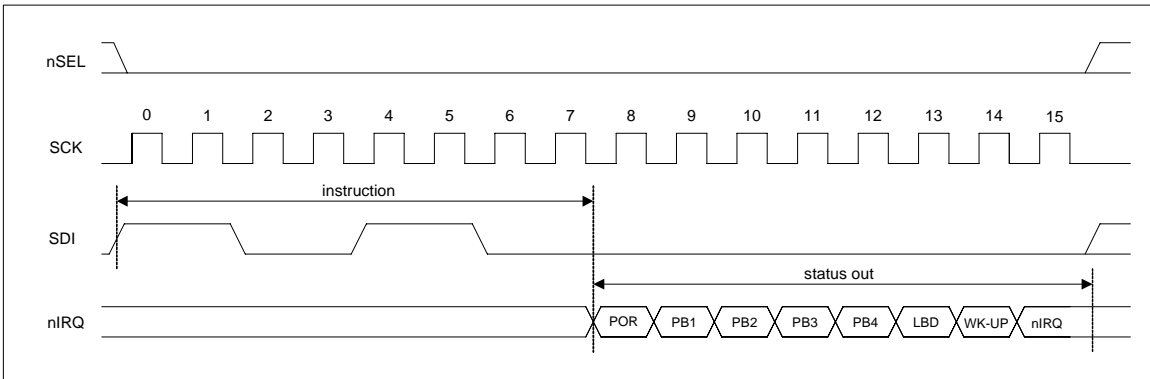 nSEL
0 1 2 3 4 5 6 7 8 9 10 11 12 13 14 15
SCK
instruction
SDI
status out
nIRQ POR PB1 PB2 PB3 PB4 LBD WK-UP nIRQ